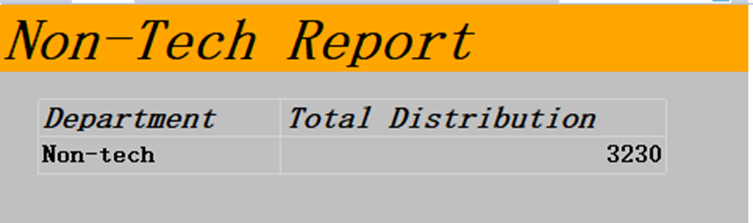 Non-Tech Report
Department Total Distribution
Non-tech 3230